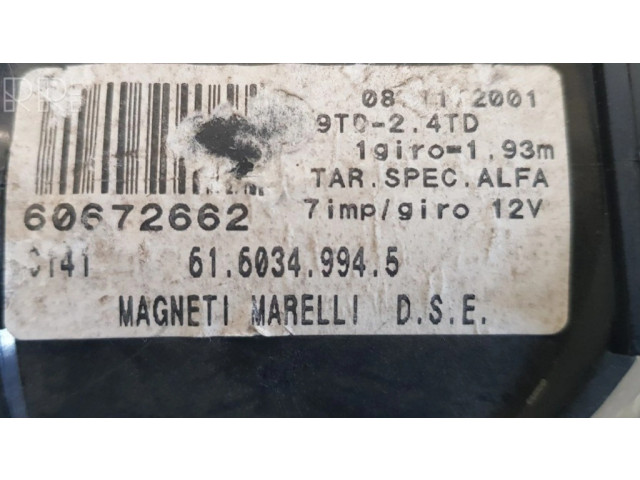 08 11 2001
9TD-2.4TD
1giro=1,93m
TAR.SPEC.ALFA
60672662
7imp/giro 12V
61.6034.994.5
MAGNETI MARELLI D.S.E.